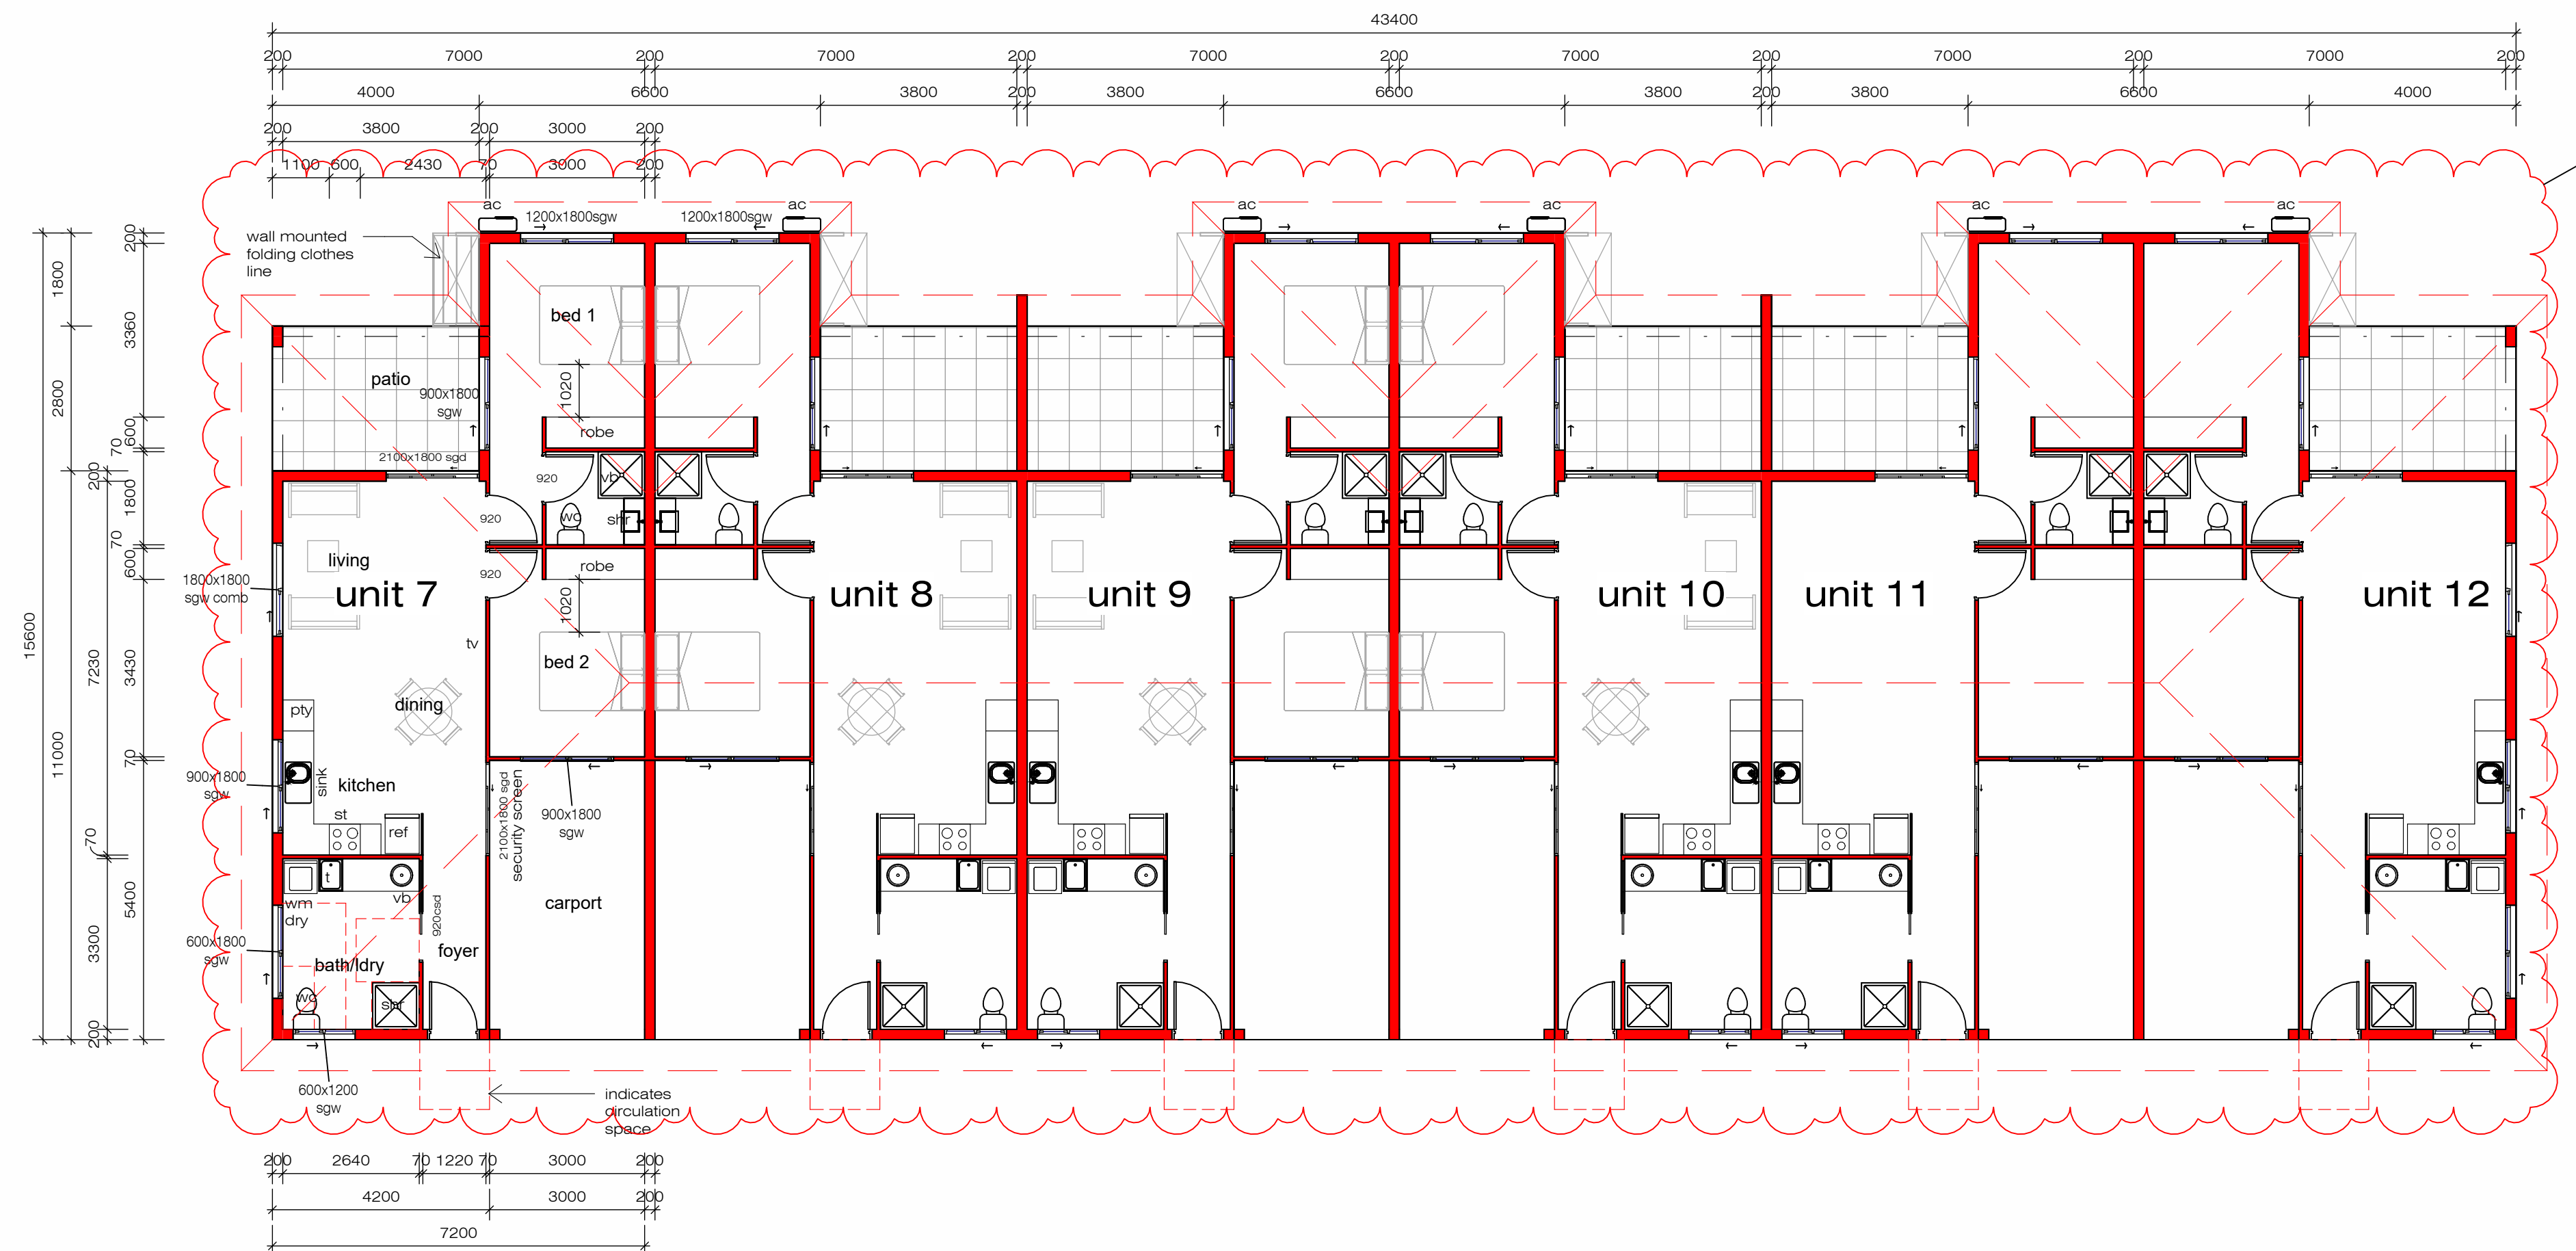 43400
200 7000 200 7000 200 7000 200 7000 200 7000 200 7000 200
4000 6600 3800 200 3800 6600 3800 200 3800 6600 4000
200 3800 200 3000 200
1100 600 2430 70 3000 200
ac ac ac ac ac ac
1200x1800sgw 1200x1800sgw
wall mounted
folding clothes
line
200
1800
3360
2800
600
70
200
1800
70
600
15600
7230
3430
11000
70
70
5400
3300
200
bed 1
patio
900x1800
sgw
1020
robe
2100x1800 sgd
920
vb
920
wc shr
living
920
robe
1800x1800
sgw comb
1020
unit 7 unit 8 unit 9 unit 10 unit 11 unit 12
tv
bed 2
dining
pty
900x1800
sgw
sink
kitchen
2100x1800 sgd
security screen
900x1800
sgw
st
ref
t
wm
dry
vb
920csd
carport
600x1800
sgw
foyer
bath/ldry
wc
shr
600x1200
sgw
indicates
circulation
space
200 2640 70 1220 70 3000 200
4200 3000 200
7200